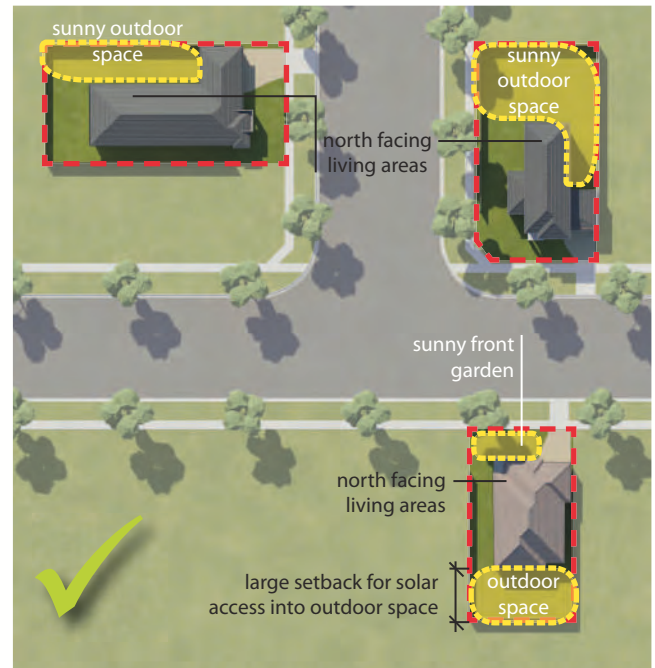 sunny outdoor
space
sunny
outdoor
space
north facing
living areas
sunny front
garden
north facing
living areas
large setback for solar
access into outdoor space
outdoor
space